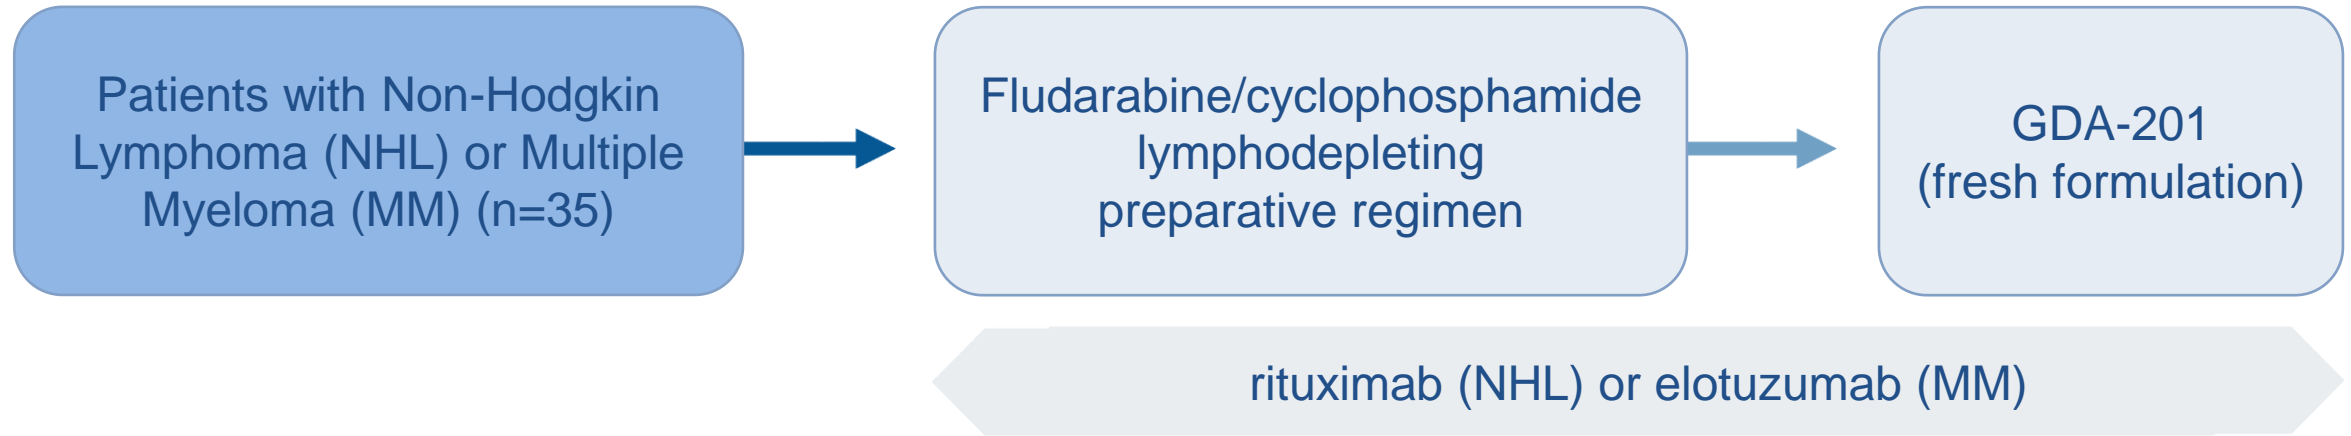 Patients with Non-Hodgkin
Lymphoma (NHL) or Multiple
Myeloma (MM) (n=35)
Fludarabine/cyclophosphamide
lymphodepleting
preparative regimen
GDA-201
(fresh formulation)
rituximab (NHL) or elotuzumab (MM)